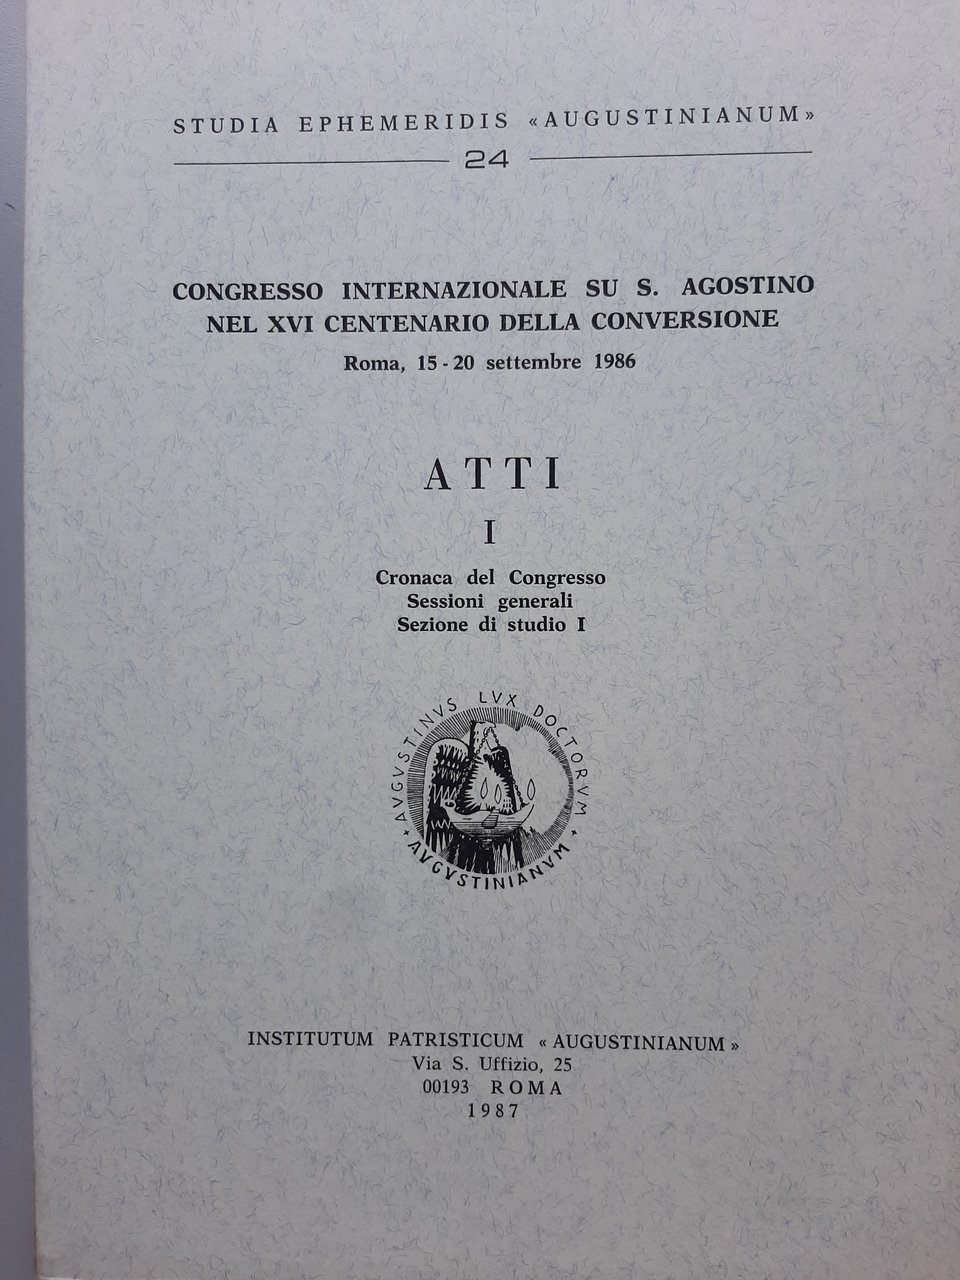 STUDIA EPHEMERIDIS «AUGUSTINIANUM»
24
CONGRESSO INTERNAZIONALE SU S. AGOSTINO
NEL XVI CENTENARIO DELLA CONVERSIONE
Roma, 15 - 20 settembre 1986
ATTI
I
Cronaca del Congresso
Sessioni generali
Sezione di studio I
AVGVSTINVS LVX DOCTORVM
+ AVGVSTINIANVM +
INSTITUTUM PATRISTICUM « AUGUSTINIANUM »
Via S. Uffizio, 25
00193 ROMA
1987